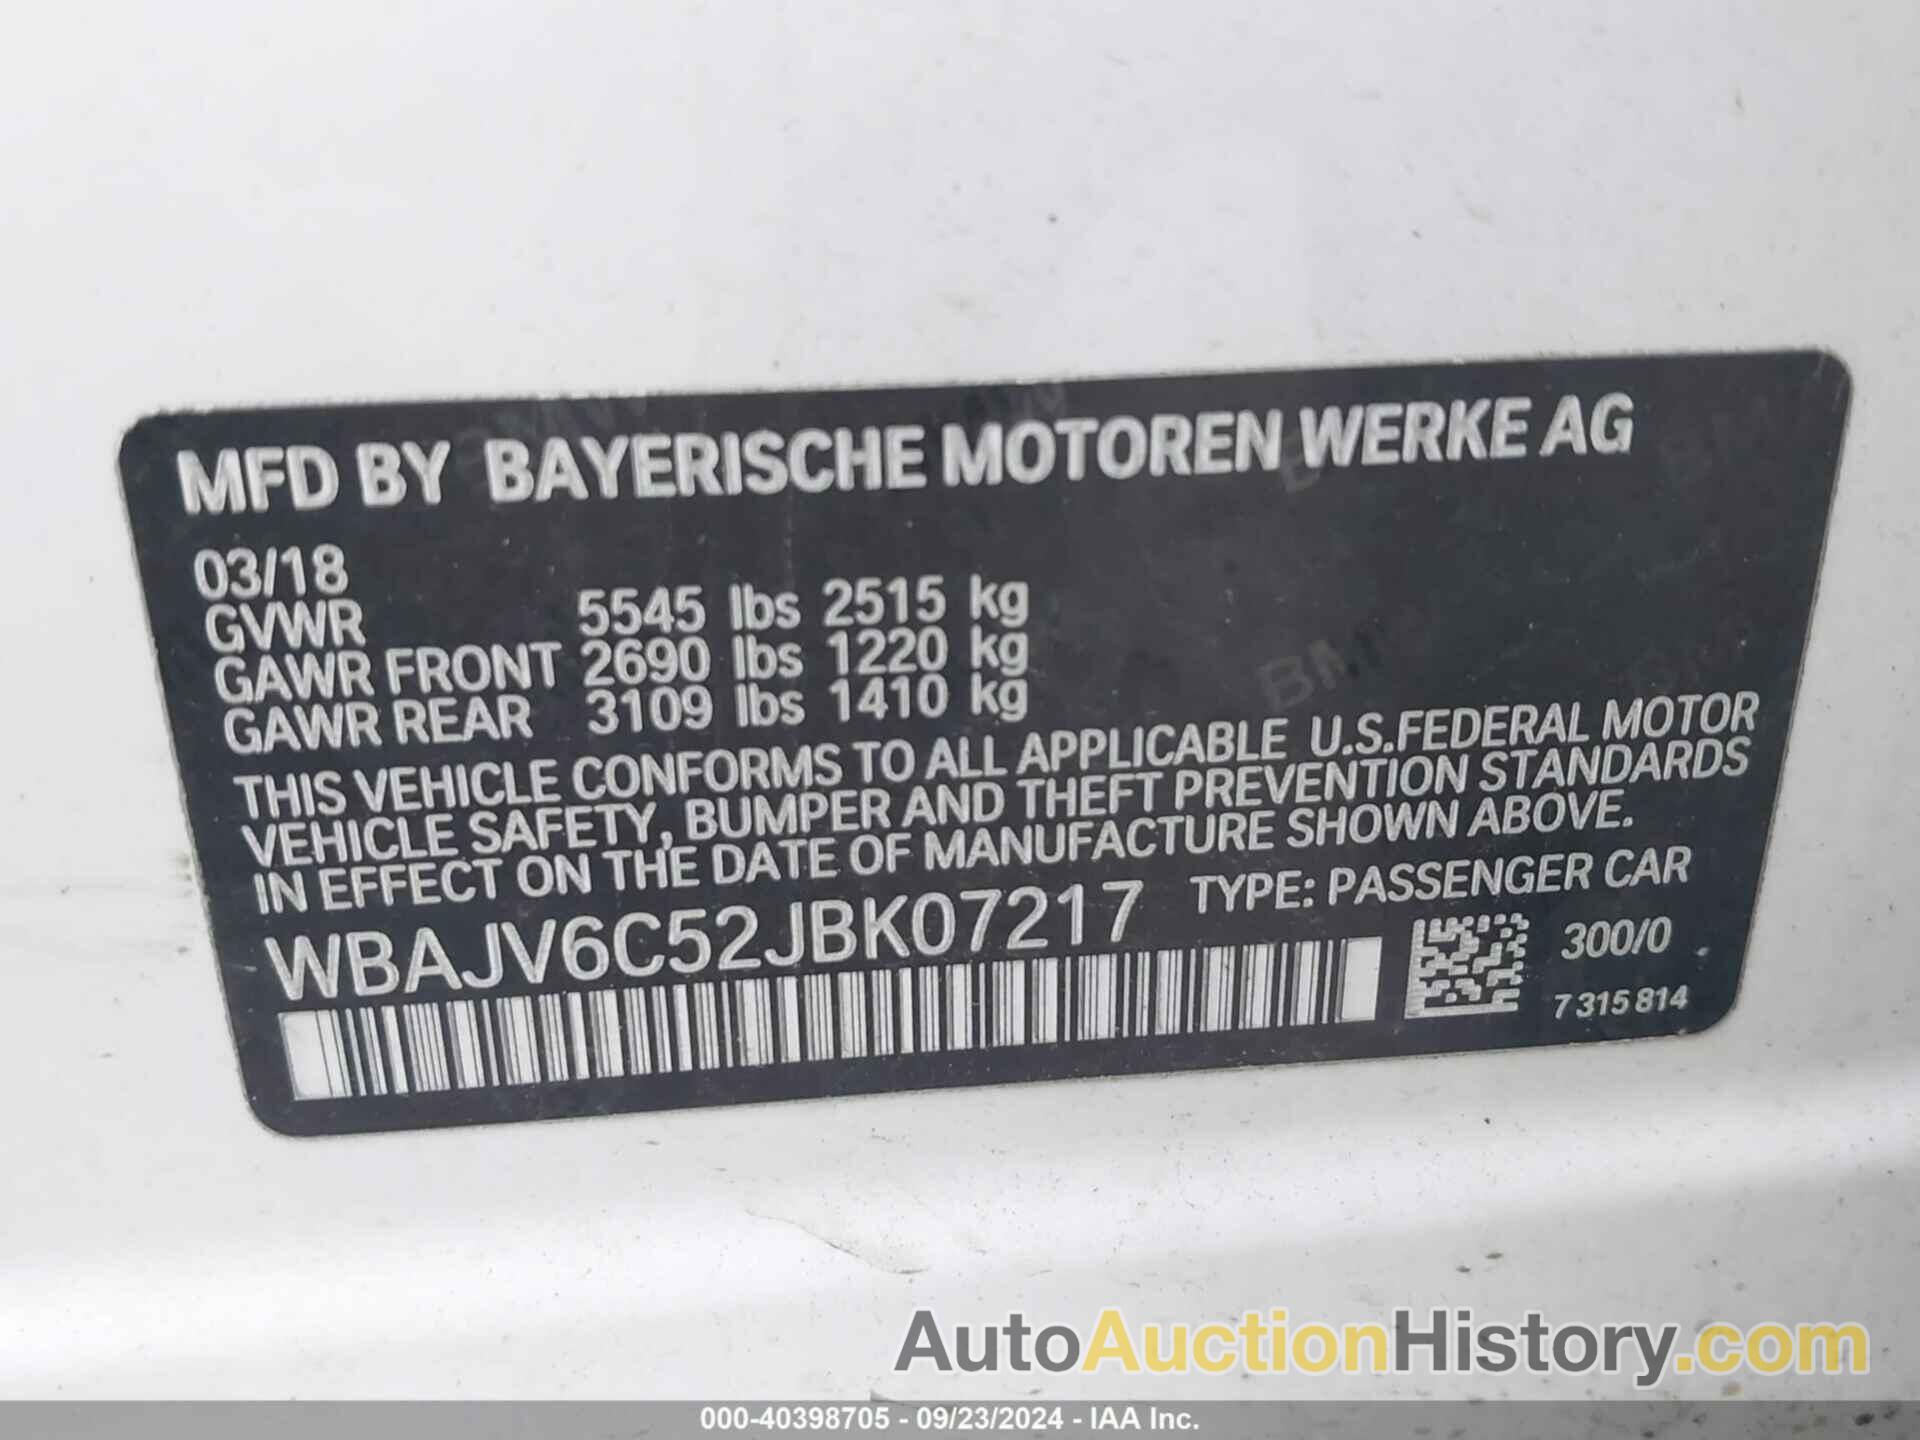 MFD BY BAYERISCHE MOTOREN WERKE AG
03/18
GVWR 5545 lbs 2515 kg
GAWR FRONT 2690 lbs 1220 kg
GAWR REAR 3109 lbs 1410 kg
THIS VEHICLE CONFORMS TO ALL APPLICABLE U.S.FEDERAL MOTOR
VEHICLE SAFETY, BUMPER AND THEFT PREVENTION STANDARDS
IN EFFECT ON THE DATE OF MANUFACTURE SHOWN ABOVE.
WBAJV6C52JBK07217 TYPE: PASSENGER CAR
300/0
7 315 814
AutoAuctionHistory.com
000-40398705 - 09/23/2024 - IAA Inc.